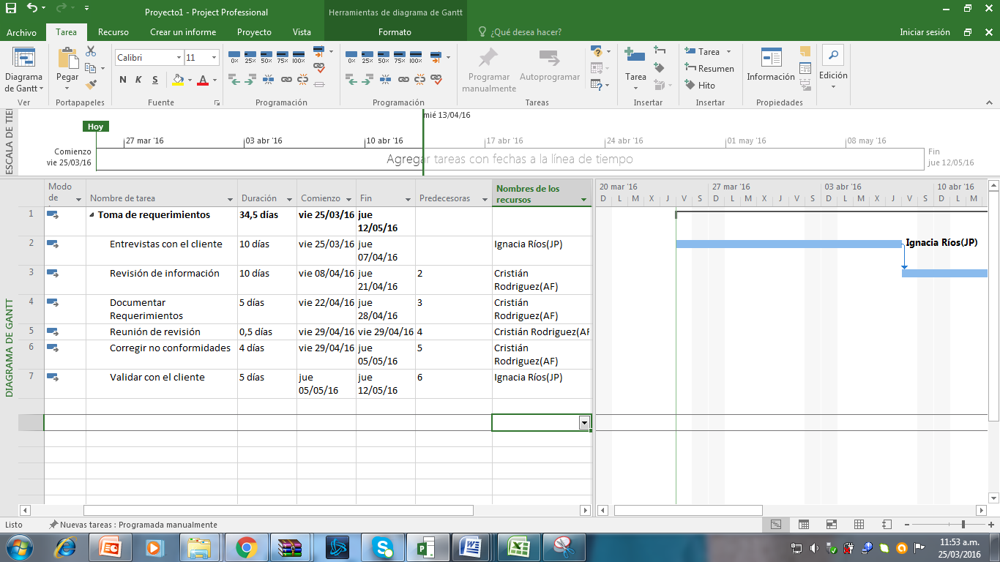 Proyecto1 - Project Professional
Herramientas de diagrama de Gantt
Archivo Tarea Recurso Crear un informe Proyecto Vista Formato ¿Qué desea hacer? Iniciar sesión
Diagrama
de Gantt
Ver
Pegar
Portapapeles
Calibri 11
N K S A
Fuente
0% 25% 50% 75% 100%
Programación
0% 25% 50% 75% 100%
Programación
Programar
manualmente
Autoprogramar
Tareas
Tarea
Insertar
Tarea
Resumen
Hito
Insertar
Información
Propiedades
Edición
ESCALA DE TIE
mié 13/04/16
Hoy
27 mar '16 03 abr '16 10 abr '16 17 abr '16 24 abr '16 01 may '16 08 may '16
Comienzo
vie 25/03/16
Agregar tareas con fechas a la línea de tiempo
Fin
jue 12/05/16
DIAGRAMA DE GANTT
Modo
de
Nombre de tarea Duración Comienzo Fin Predecesoras
Nombres de los
recursos
20 mar '16 27 mar '16 03 abr '16 10 abr '16
D L M X J V S D L M X J V S D L M X J V S D L M
1 Toma de requerimientos 34,5 días vie 25/03/16 jue
12/05/16
2 Entrevistas con el cliente 10 días vie 25/03/16 jue
07/04/16
Ignacia Ríos(JP)
Ignacia Ríos(JP)
3 Revisión de información 10 días vie 08/04/16 jue
21/04/16
2 Cristián
Rodriguez(AF)
4 Documentar
Requerimientos
5 días vie 22/04/16 jue
28/04/16
3 Cristián
Rodriguez(AF)
5 Reunión de revisión 0,5 días vie 29/04/16 vie 29/04/16 4 Cristián Rodriguez(AF
6 Corregir no conformidades 4 días vie 29/04/16 jue
05/05/16
5 Cristián
Rodriguez(AF)
7 Validar con el cliente 5 días jue
05/05/16
jue
12/05/16
6 Ignacia Ríos(JP)
Listo Nuevas tareas : Programada manualmente
11:53 a.m.
25/03/2016